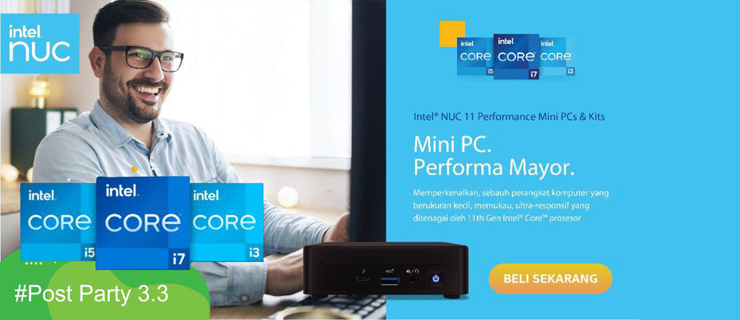 intel
nuc
intel
CORE
i5
intel
CORE
i7
intel
CORE
i3
Intel® NUC 11 Performance Mini PCs & Kits
Mini PC.
Performa Mayor.
Memperkenalkan, sebauh perangkat komputer yang
berukuran kecil, memukau, ultra-responsif yang
ditenagai oleh 11th Gen Intel® Core™ prosesor
intel
CORE
i5
intel
CORE
i7
intel
CORE
i3
#Post Party 3.3
BELI SEKARANG